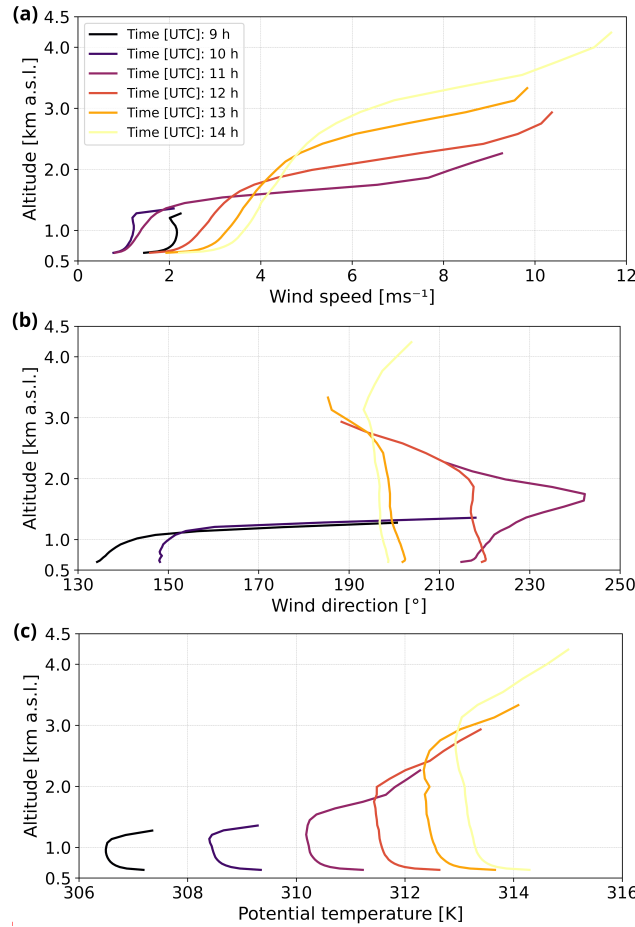 (a)
4.5
4.0
3.0
2.0
1.0
0.5
Altitude [km a.s.l.]
Time [UTC]: 9 h
Time [UTC]: 10 h
Time [UTC]: 11 h
Time [UTC]: 12 h
Time [UTC]: 13 h
Time [UTC]: 14 h
0 2 4 6 8 10 12
Wind speed [ms⁻¹]
(b)
4.5
4.0
3.0
2.0
1.0
0.5
Altitude [km a.s.l.]
130 150 170 190 210 230 250
Wind direction [°]
(c)
4.5
4.0
3.0
2.0
1.0
0.5
Altitude [km a.s.l.]
306 308 310 312 314 316
Potential temperature [K]